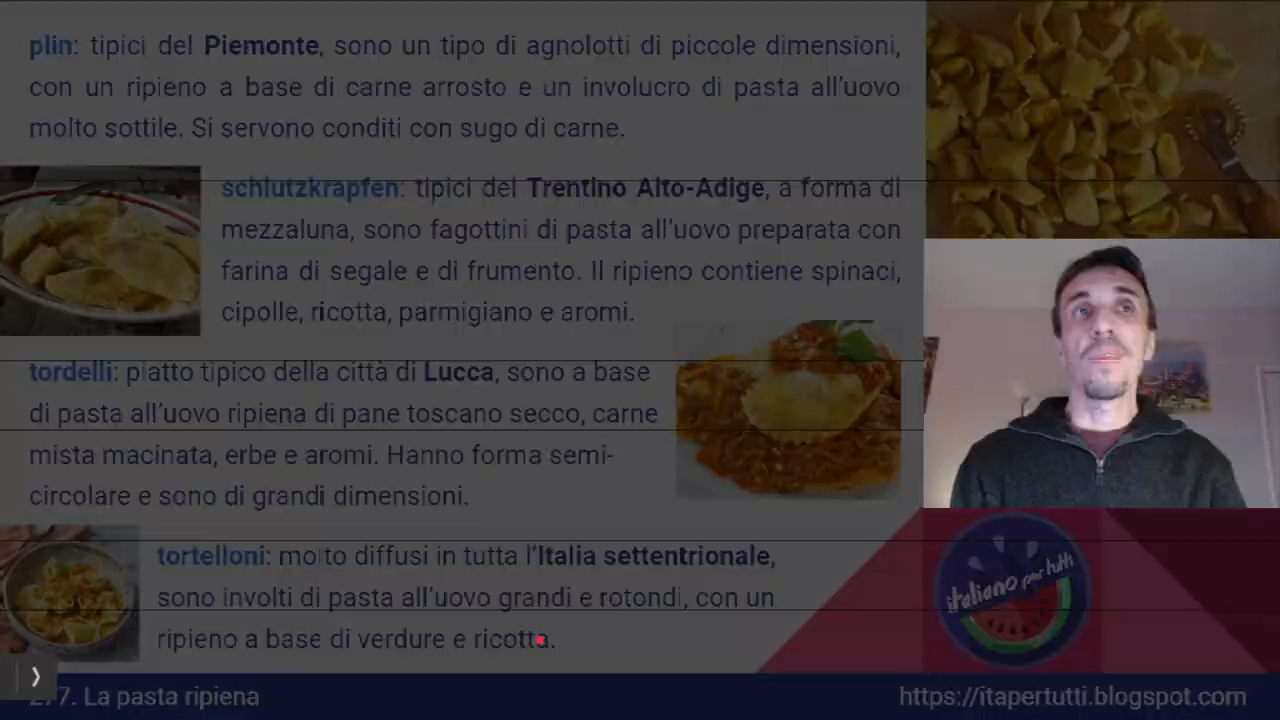 plin: tipici del Piemonte, sono un tipo di agnolotti di piccole dimensioni,
con un ripieno a base di carne arrosto e un involucro di pasta all'uovo
molto sottile. Si servono conditi con sugo di carne.
schlutzkrapfen: tipici del Trentino Alto-Adige, a forma di
mezzaluna, sono fagottini di pasta all'uovo preparata con
farina di segale e di frumento. Il ripieno contiene spinaci,
cipolle, ricotta, parmigiano e aromi.
tordelli: piatto tipico della città di Lucca, sono a base
di pasta all'uovo ripiena di pane toscano secco, carne
mista macinata, erbe e aromi. Hanno forma semi-
circolare e sono di grandi dimensioni.
tortelloni: molto diffusi in tutta l'Italia settentrionale,
sono involti di pasta all'uovo grandi e rotondi, con un
ripieno a base di verdure e ricotta.
italiano per tutti
La pasta ripiena
https://itapertutti.blogspot.com